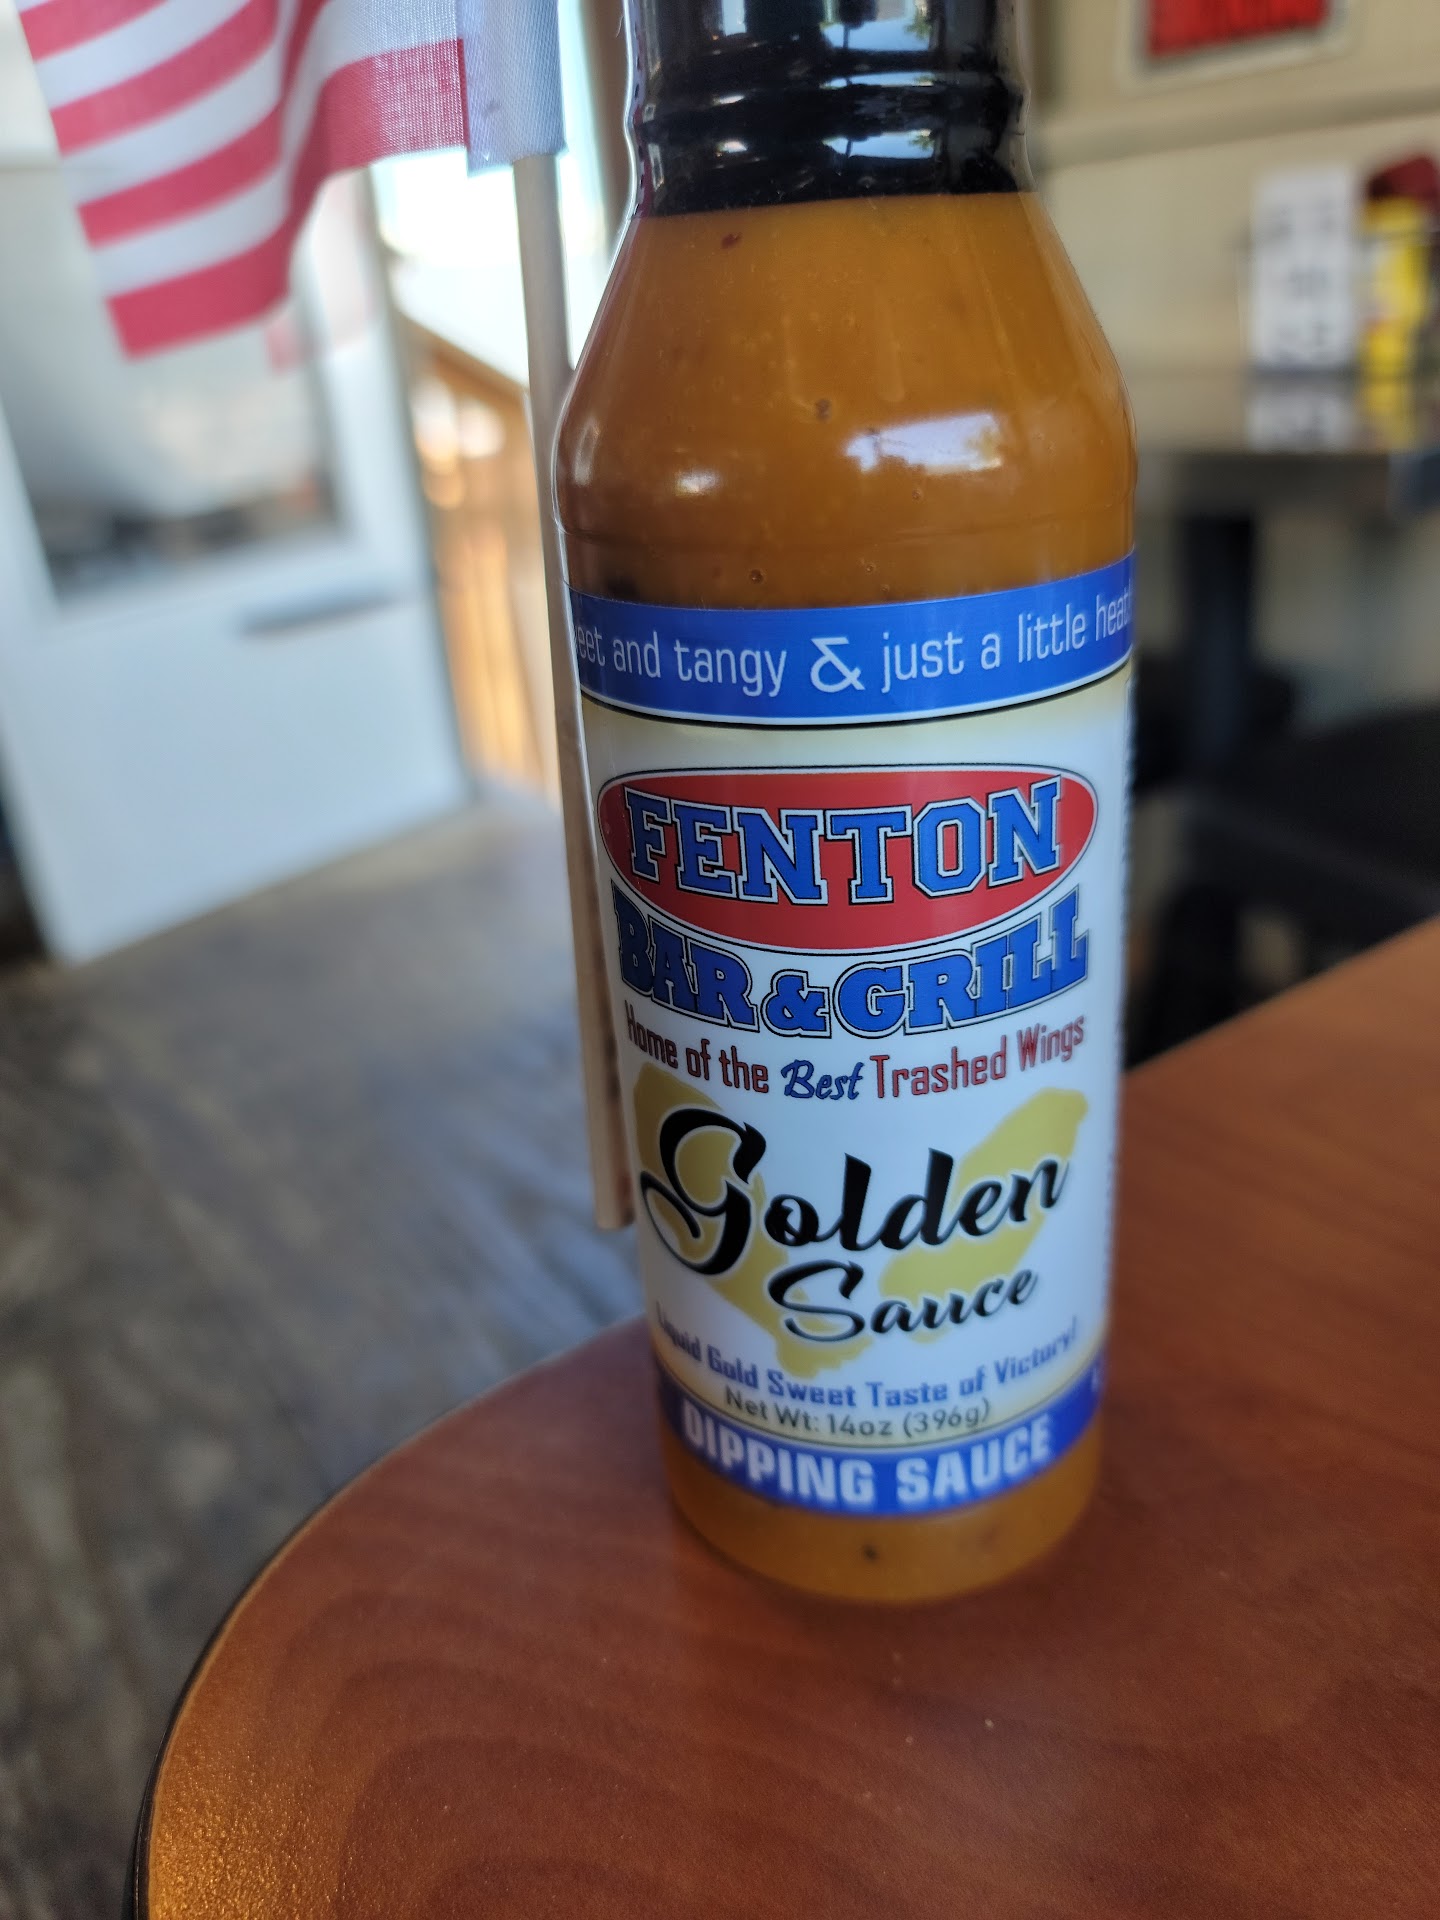 eet and tangy & just a little heat
FENTON
BAR & GRILL
Home of the Best Trashed Wings
Golden
Sauce
Liquid Gold Sweet Taste of Victory!
Net Wt: 14oz (396g)
DIPPING SAUCE